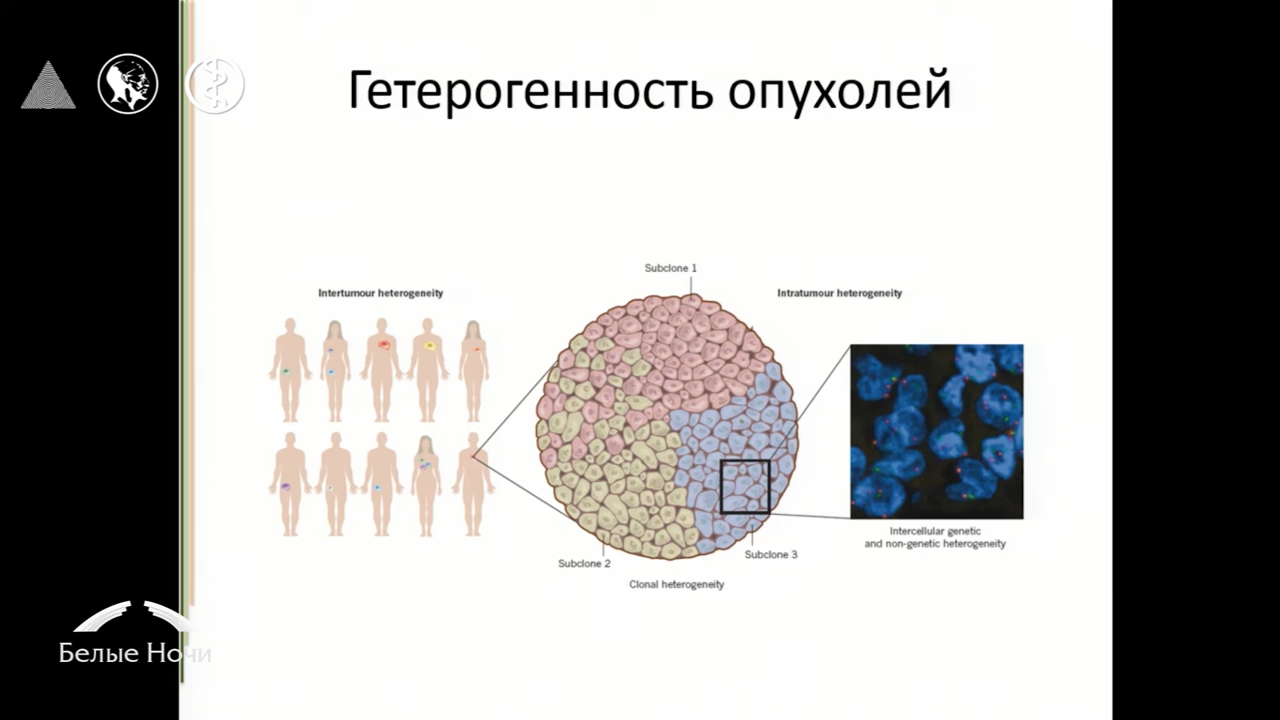 Гетерогенность опухолей
Subclone 1
Intertumour heterogeneity
Intratumour heterogeneity
Intercellular genetic
and non-genetic heterogeneity
Subclone 3
Subclone 2
Clonal heterogeneity
Белые Ночи